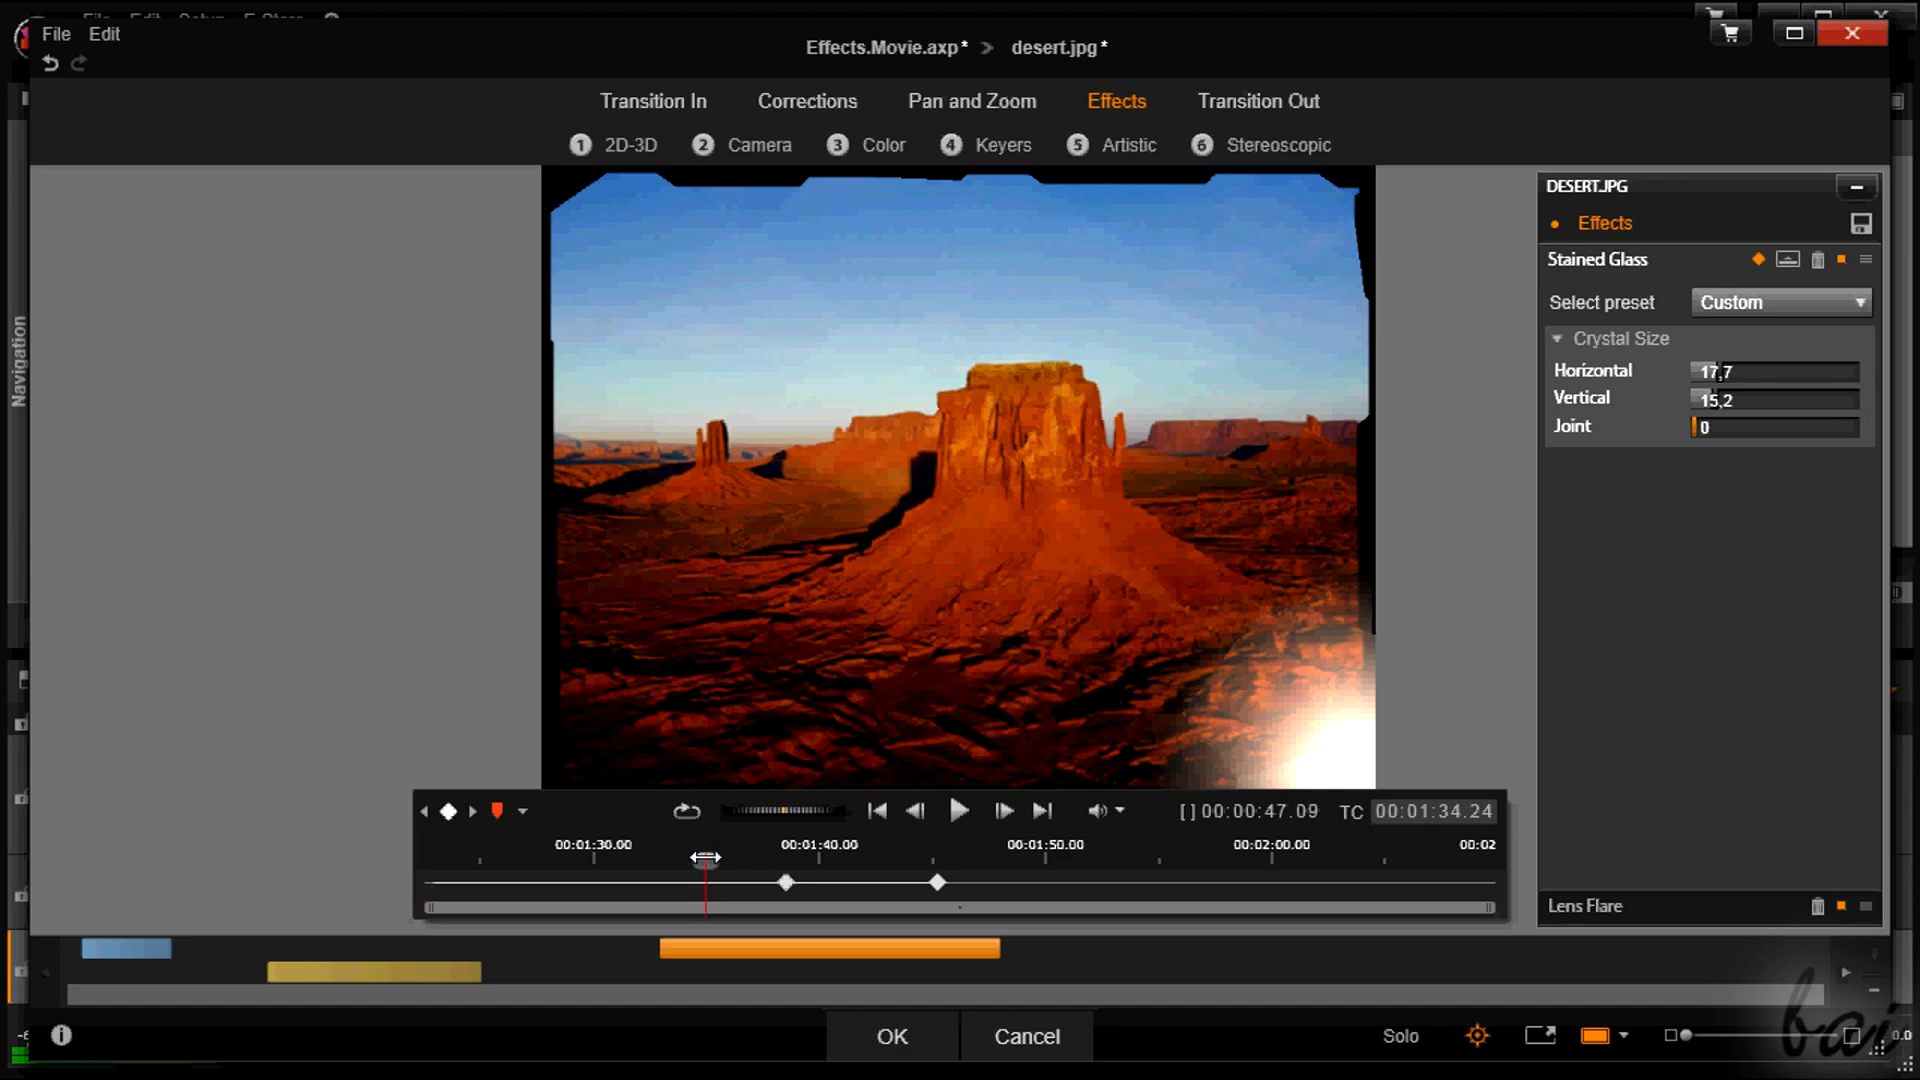 File Edit
Effects.Movie.axp* > desert.jpg*
Transition In Corrections Pan and Zoom Effects Transition Out
1 2D-3D 2 Camera 3 Color 4 Keyers 5 Artistic 6 Stereoscopic
Navigation
DESERT.JPG
Effects
Stained Glass
Select preset Custom
Crystal Size
Horizontal 17,7
Vertical 15,2
Joint 0
[ ] 00:00:47.09 TC 00:01:34.24
00:01:30.00 00:01:40.00 00:01:50.00 00:02:00.00 00:02
Lens Flare
OK Cancel
Solo
bai